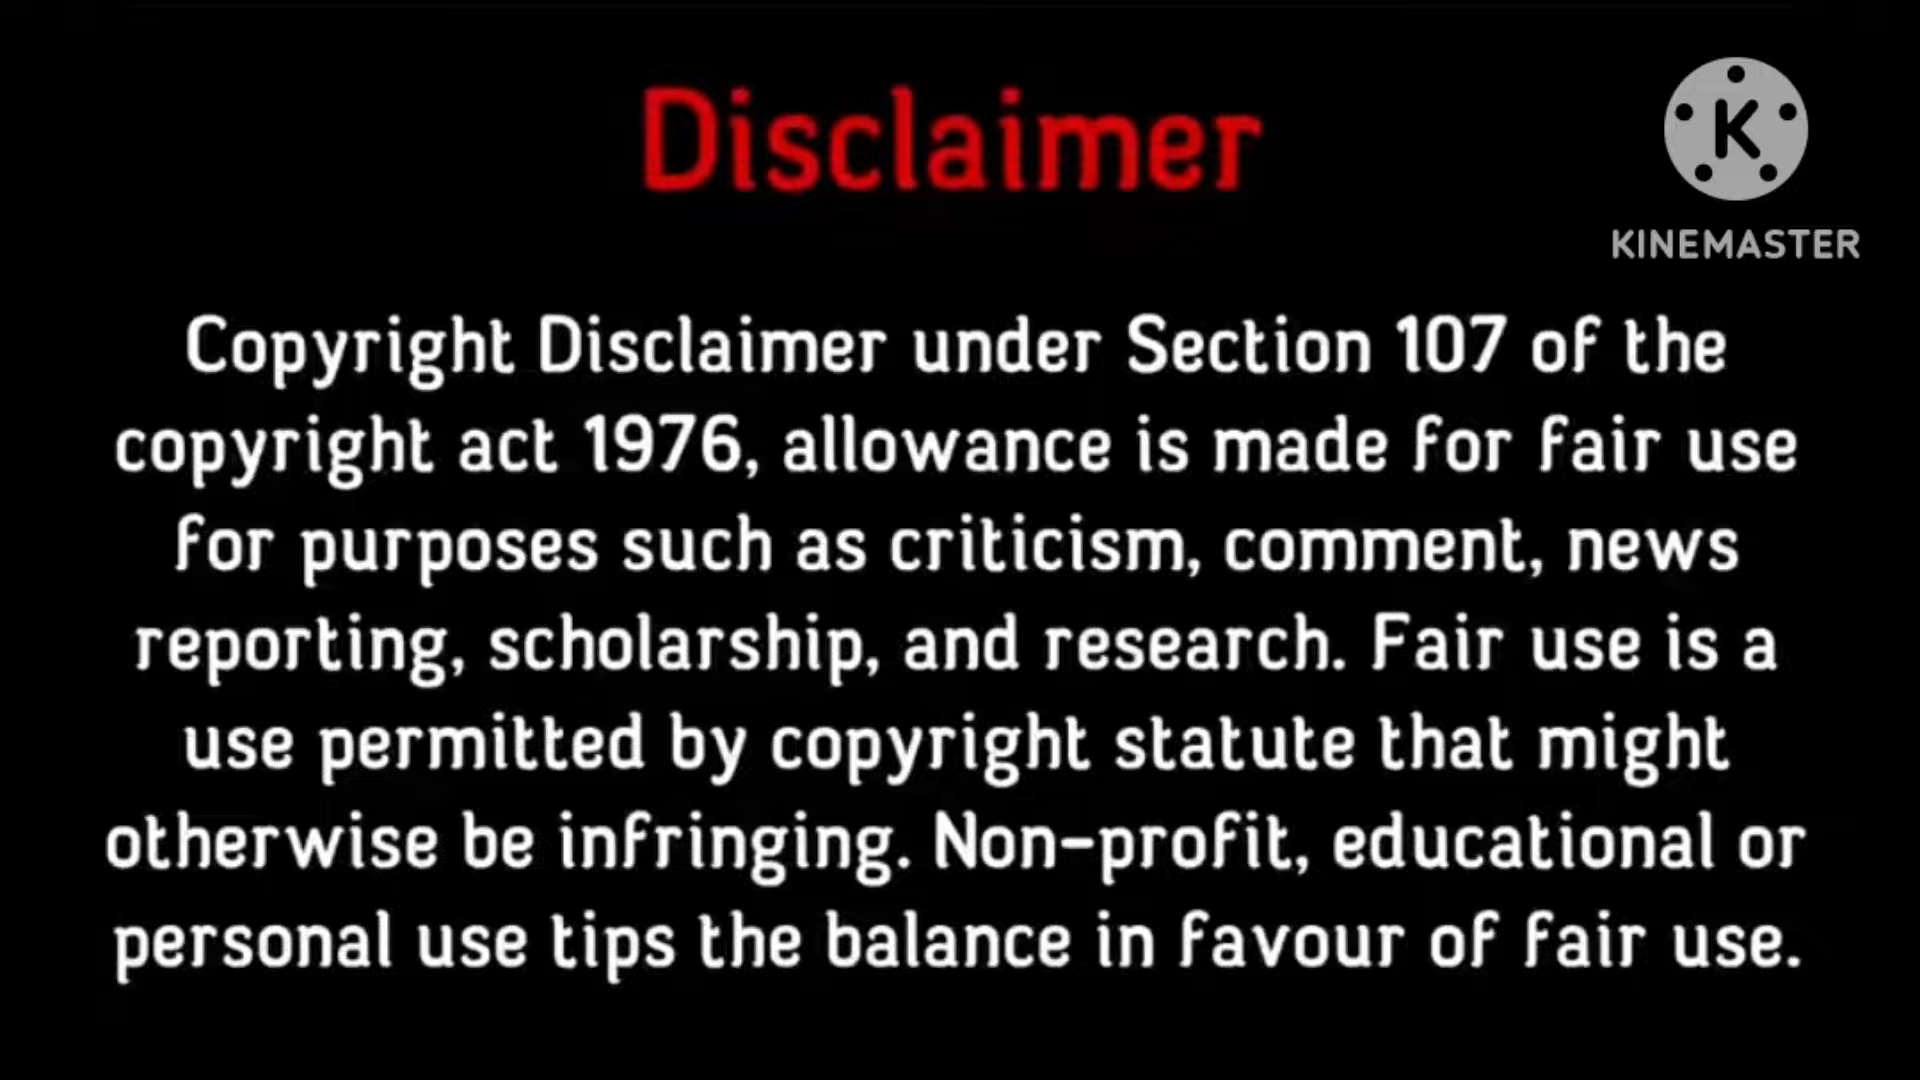 Disclaimer
K
KINEMASTER
Copyright Disclaimer under Section 107 of the
copyright act 1976, allowance is made for fair use
for purposes such as criticism, comment, news
reporting, scholarship, and research. Fair use is a
use permitted by copyright statute that might
otherwise be infringing. Non-profit, educational or
personal use tips the balance in favour of fair use.